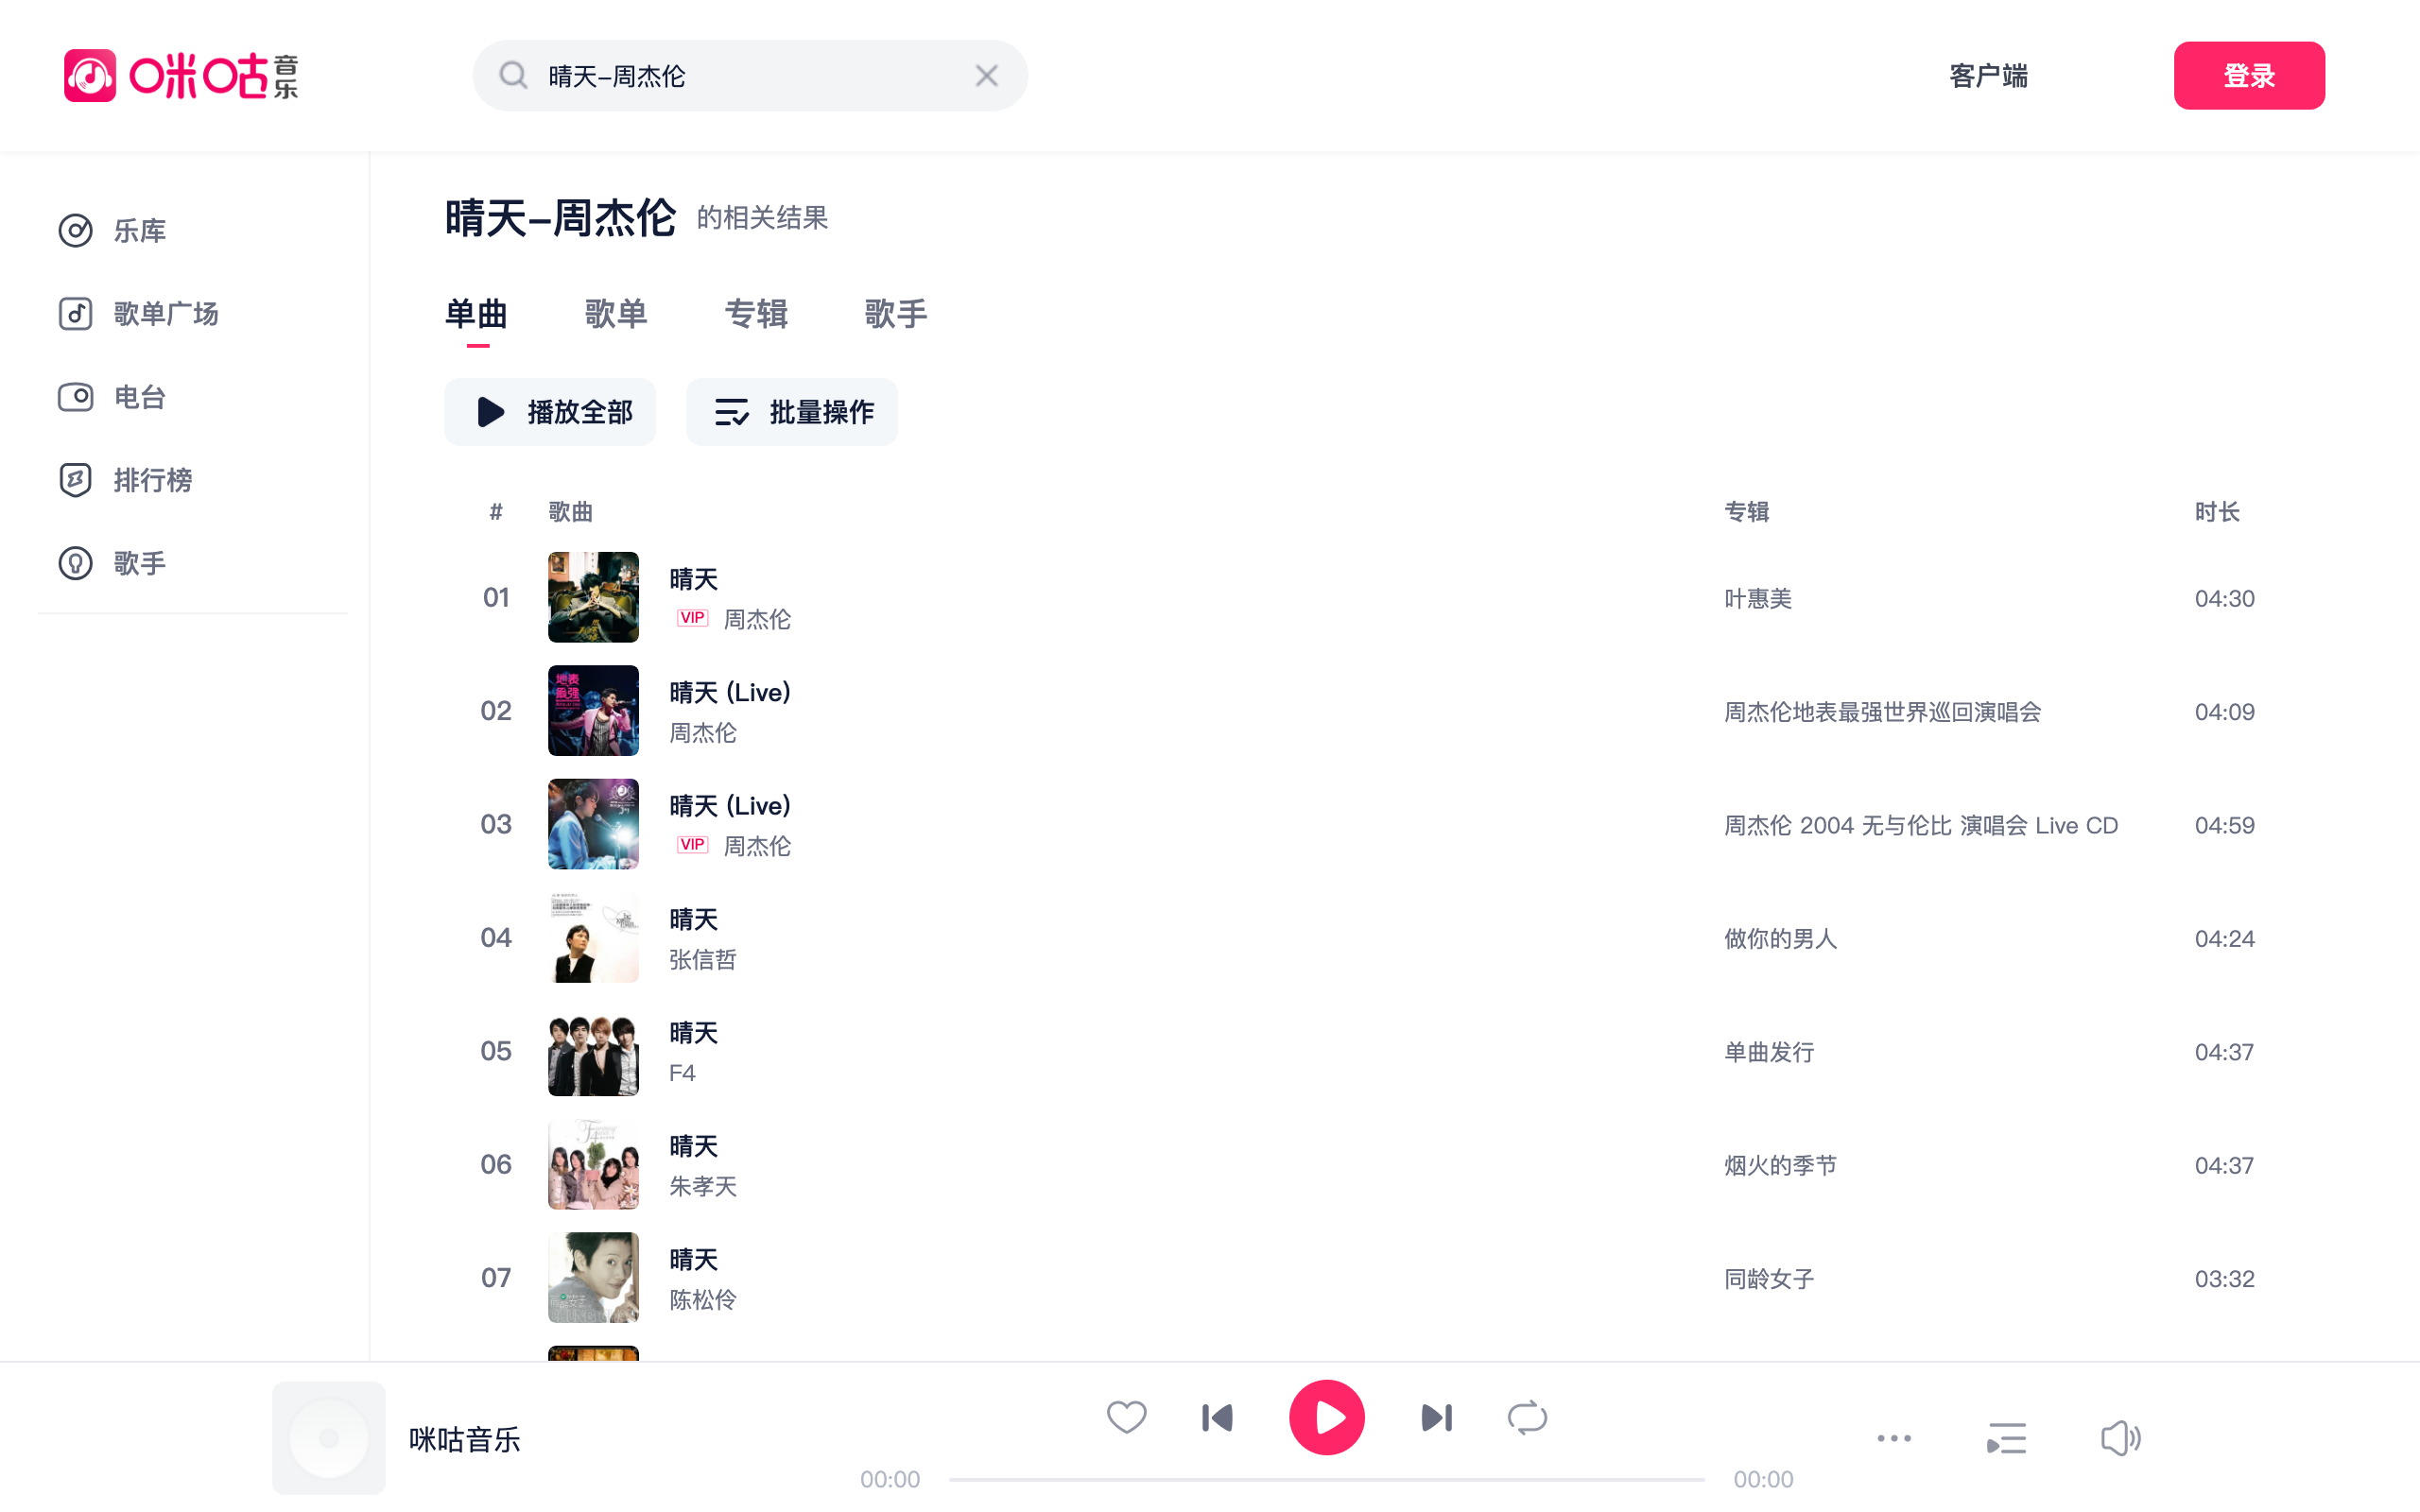 咪咕音乐
晴天-周杰伦
客户端
登录
乐库
歌单广场
电台
排行榜
歌手
晴天-周杰伦 的相关结果
单曲 歌单 专辑 歌手
播放全部 批量操作
# 歌曲 专辑 时长
01 晴天 VIP 周杰伦 叶惠美 04:30
02 晴天 (Live) 周杰伦 周杰伦地表最强世界巡回演唱会 04:09
地表最强
03 晴天 (Live) VIP 周杰伦 周杰伦 2004 无与伦比 演唱会 Live CD 04:59
04 晴天 张信哲 做你的男人 04:24
05 晴天 F4 单曲发行 04:37
06 晴天 朱孝天 烟火的季节 04:37
07 晴天 陈松伶 同龄女子 03:32
咪咕音乐
00:00 00:00